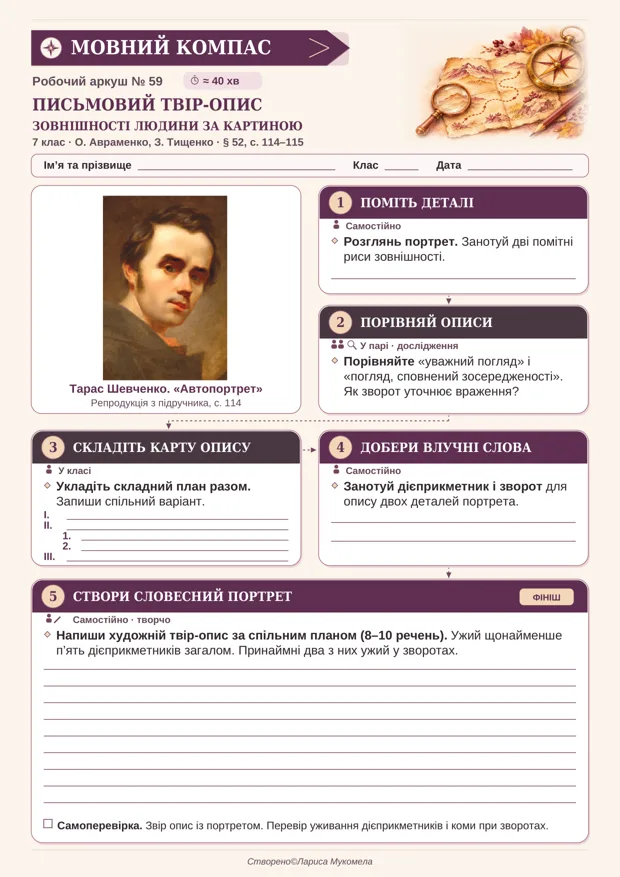 МОВНИЙ КОМПАС
Робочий аркуш № 59
≈ 40 хв
ПИСЬМОВИЙ ТВІР-ОПИС
ЗОВНІШНОСТІ ЛЮДИНИ ЗА КАРТИНОЮ
7 клас · О. Авраменко, З. Тищенко · § 52, с. 114–115
Ім’я та прізвище
Клас
Дата
Тарас Шевченко. «Автопортрет»
Репродукція з підручника, с. 114
1 ПОМІТЬ ДЕТАЛІ
Самостійно
Розглянь портрет. Занотуй дві помітні
риси зовнішності.
2 ПОРІВНЯЙ ОПИСИ
У парі · дослідження
Порівняйте «уважний погляд» і
«погляд, сповнений зосередженості».
Як зворот уточнює враження?
3 СКЛАДІТЬ КАРТУ ОПИСУ
У класі
Укладіть складний план разом.
Запиши спільний варіант.
I.
II.
1.
2.
III.
4 ДОБЕРИ ВЛУЧНІ СЛОВА
Самостійно
Занотуй дієприкметник і зворот для
опису двох деталей портрета.
5 СТВОРИ СЛОВЕСНИЙ ПОРТРЕТ
ФІНІШ
Самостійно · творчо
Напиши художній твір-опис за спільним планом (8–10 речень). Ужий щонайменше
п’ять дієприкметників загалом. Принаймні два з них ужий у зворотах.
Самоперевірка. Звір опис із портретом. Перевір уживання дієприкметників і коми при зворотах.
Створено©Лариса Мукомела